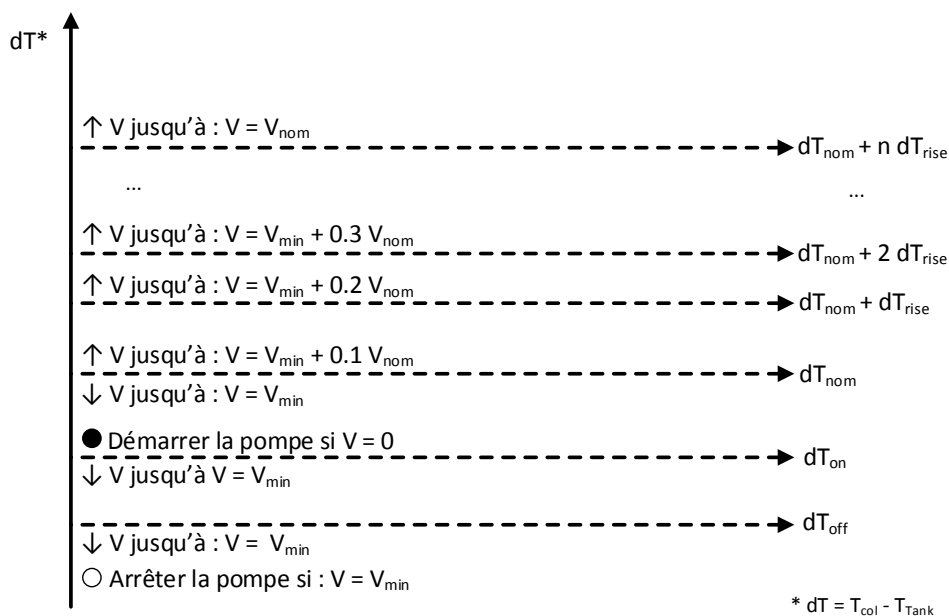 dT*
↑ V jusqu'à : V = Vnom
dTnom + n dTrise
...
...
↑ V jusqu'à : V = Vmin + 0.3 Vnom
dTnom + 2 dTrise
↑ V jusqu'à : V = Vmin + 0.2 Vnom
dTnom + dTrise
↑ V jusqu'à : V = Vmin + 0.1 Vnom
dTnom
↓ V jusqu'à : V = Vmin
● Démarrer la pompe si V = 0
dTon
↓ V jusqu'à V = Vmin
dToff
↓ V jusqu'à : V = Vmin
○ Arrêter la pompe si : V = Vmin
* dT = Tcol - TTank